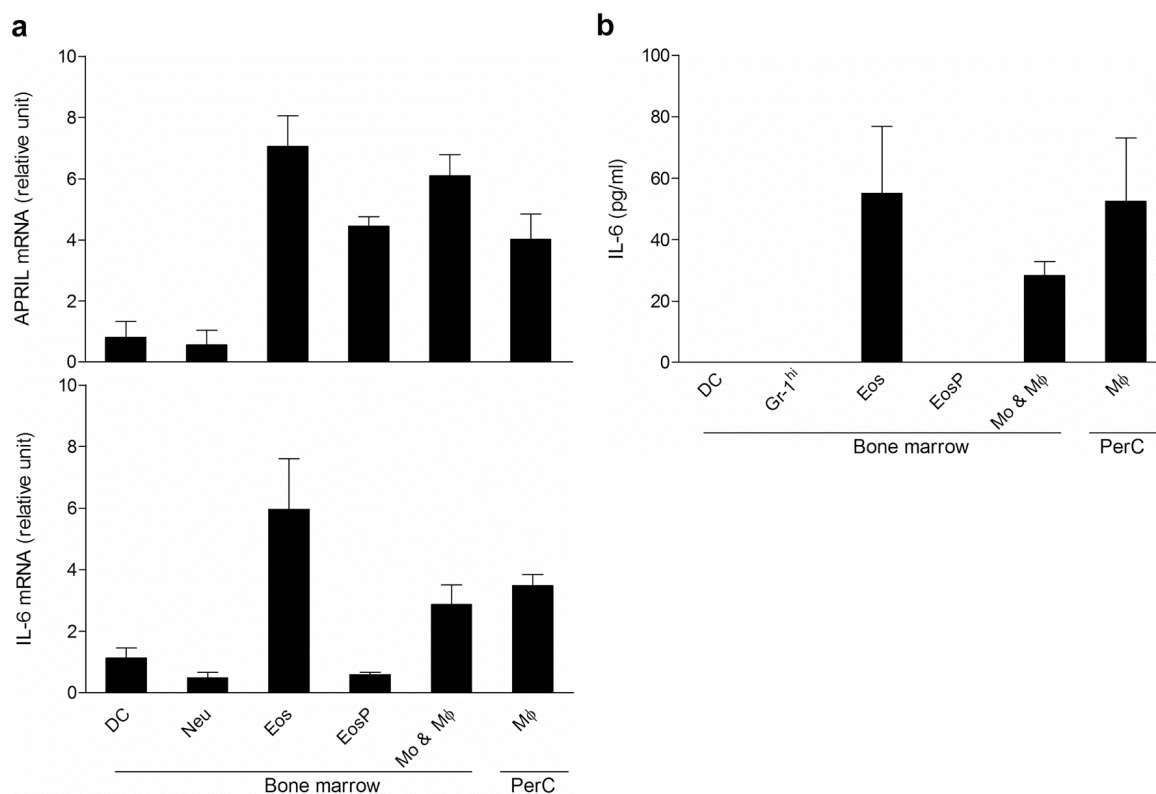 a
APRIL mRNA (relative unit)
10
8
6
4
2
0
IL-6 mRNA (relative unit)
10
8
6
4
2
0
DC
Neu
Eos
EosP
Mo & Mϕ
Mϕ
Bone marrow
PerC
b
IL-6 (pg/ml)
100
80
60
40
20
0
DC
Gr-1hi
Eos
EosP
Mo & Mϕ
Mϕ
Bone marrow
PerC